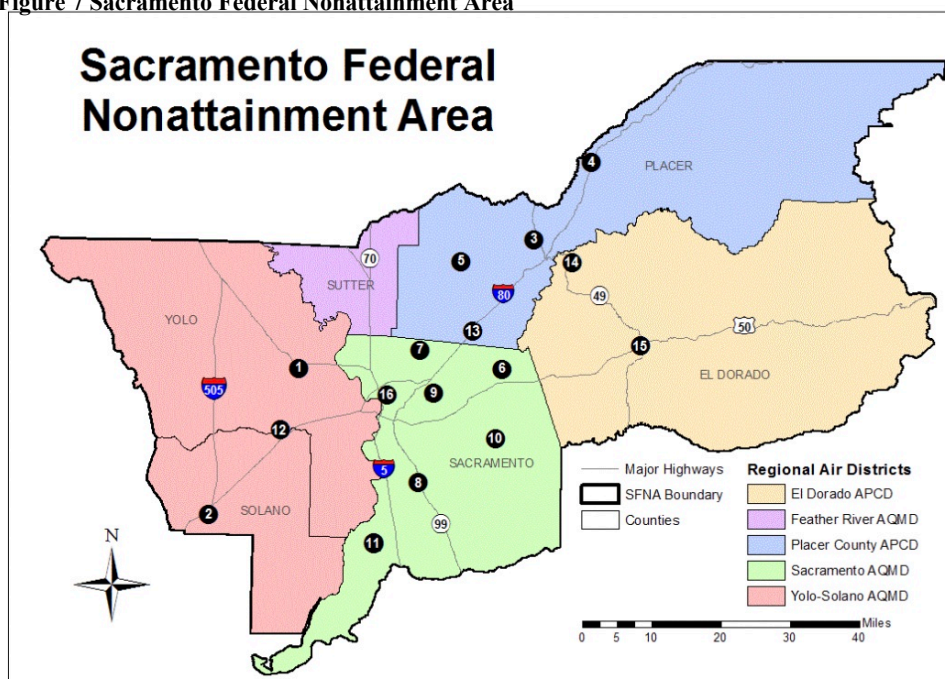 Figure 7 Sacramento Federal Nonattainment Area
Sacramento Federal
Nonattainment Area
4
PLACER
3
70
5
14
SUTTER
80
49
YOLO
13
50
7
15
1
6
EL DORADO
505
16
9
12
10
SACRAMENTO
5
8
2
SOLANO
99
11
N
Major Highways
SFNA Boundary
Counties
Regional Air Districts
El Dorado APCD
Feather River AQMD
Placer County APCD
Sacramento AQMD
Yolo-Solano AQMD
Miles
0 5 10 20 30 40